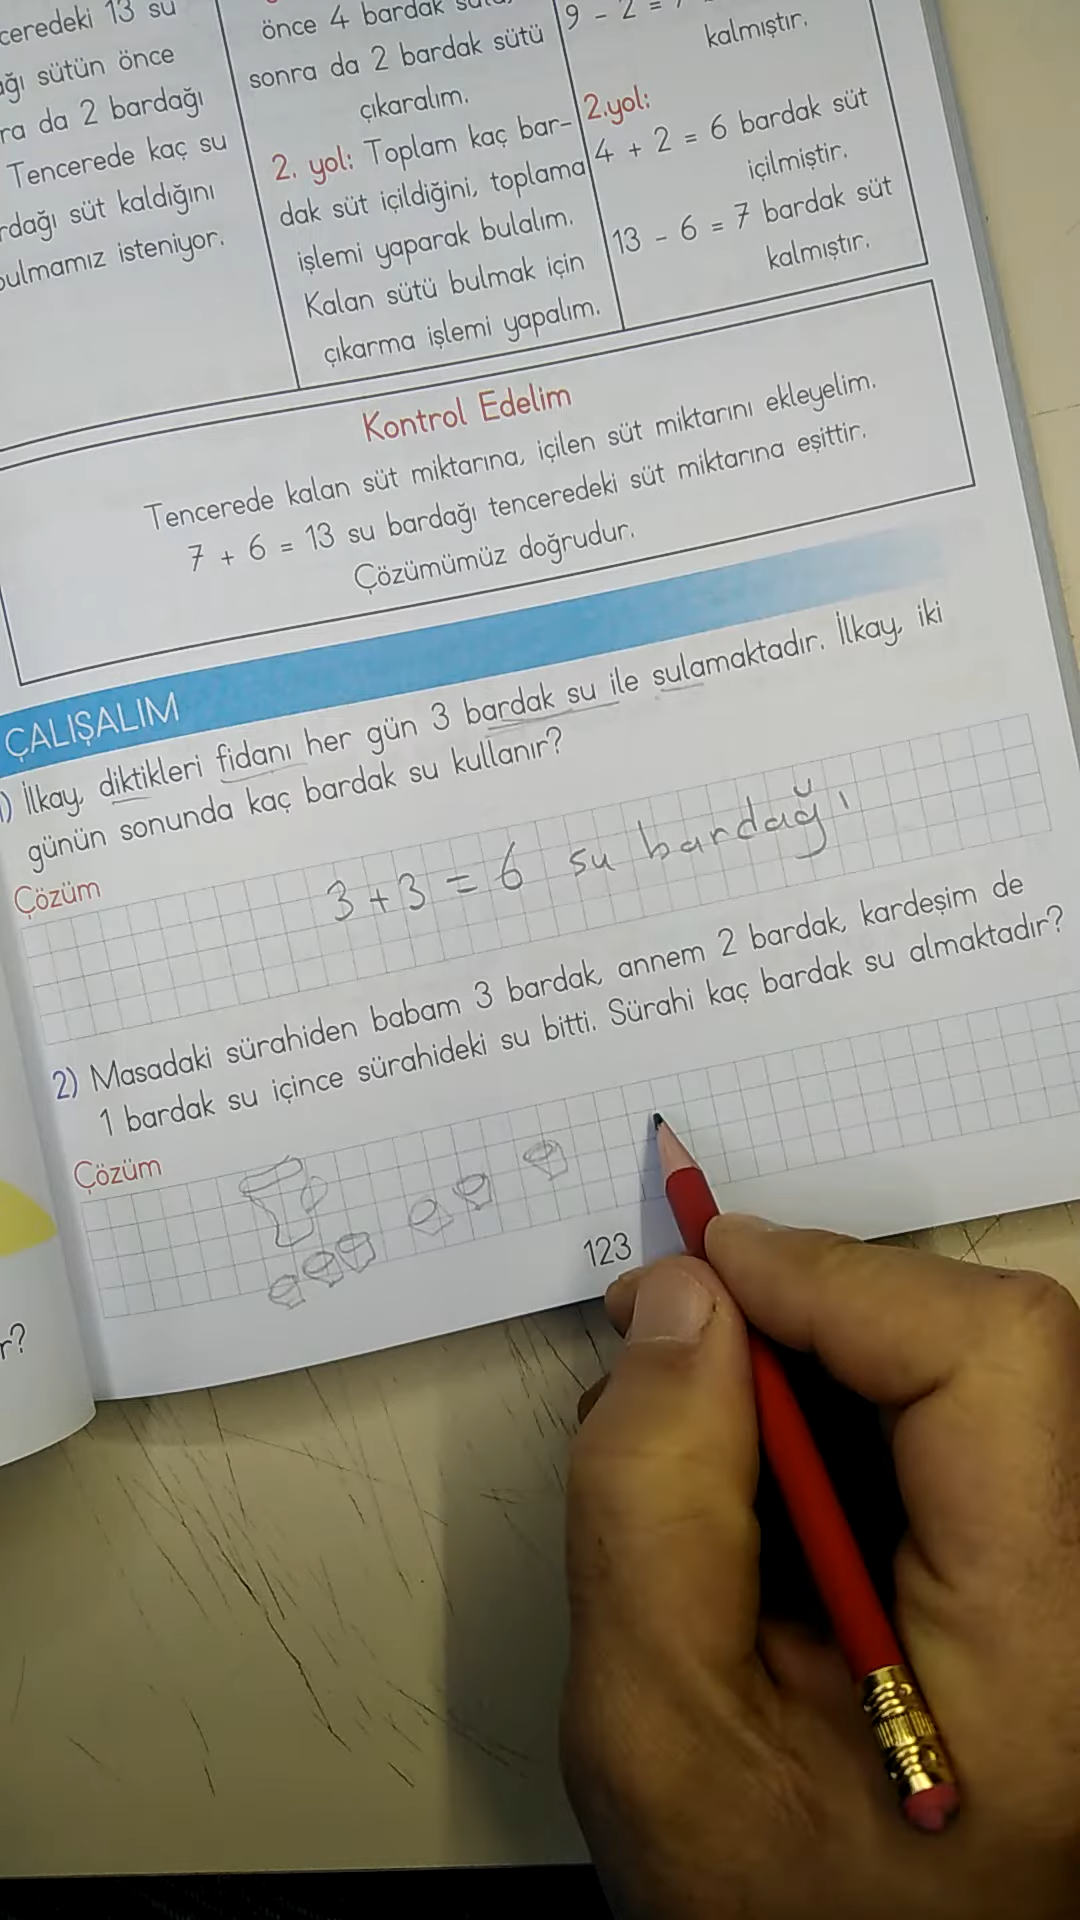 ceredeki 13 su
sütün önce
da 2 bardağı
Tencerede kaç su
süt kaldığını
isteniyor.
önce 4 bardak
sonra da 2 bardak sütü
çıkaralım.
2. yol: Toplam kaç bar-
dak süt içildiğini, toplama
işlemi yaparak bulalım.
Kalan sütü bulmak için
çıkarma işlemi yapalım.
9 - 2 =
kalmıştır.
2.yol:
4 + 2 = 6 bardak süt
içilmiştir.
13 - 6 = 7 bardak süt
kalmıştır.
Kontrol Edelim
Tencerede kalan süt miktarına, içilen süt miktarını ekleyelim.
7 + 6 = 13 su bardağı tenceredeki süt miktarına eşittir.
Çözümümüz doğrudur.
ÇALIŞALIM
1) İlkay, diktikleri fidanı her gün 3 bardak su ile sulamaktadır. İlkay, iki
günün sonunda kaç bardak su kullanır?
Çözüm
3 + 3 = 6 su bardağı
2) Masadaki sürahiden babam 3 bardak, annem 2 bardak, kardeşim de
1 bardak su içince sürahideki su bitti. Sürahi kaç bardak su almaktadır?
Çözüm
123
r?